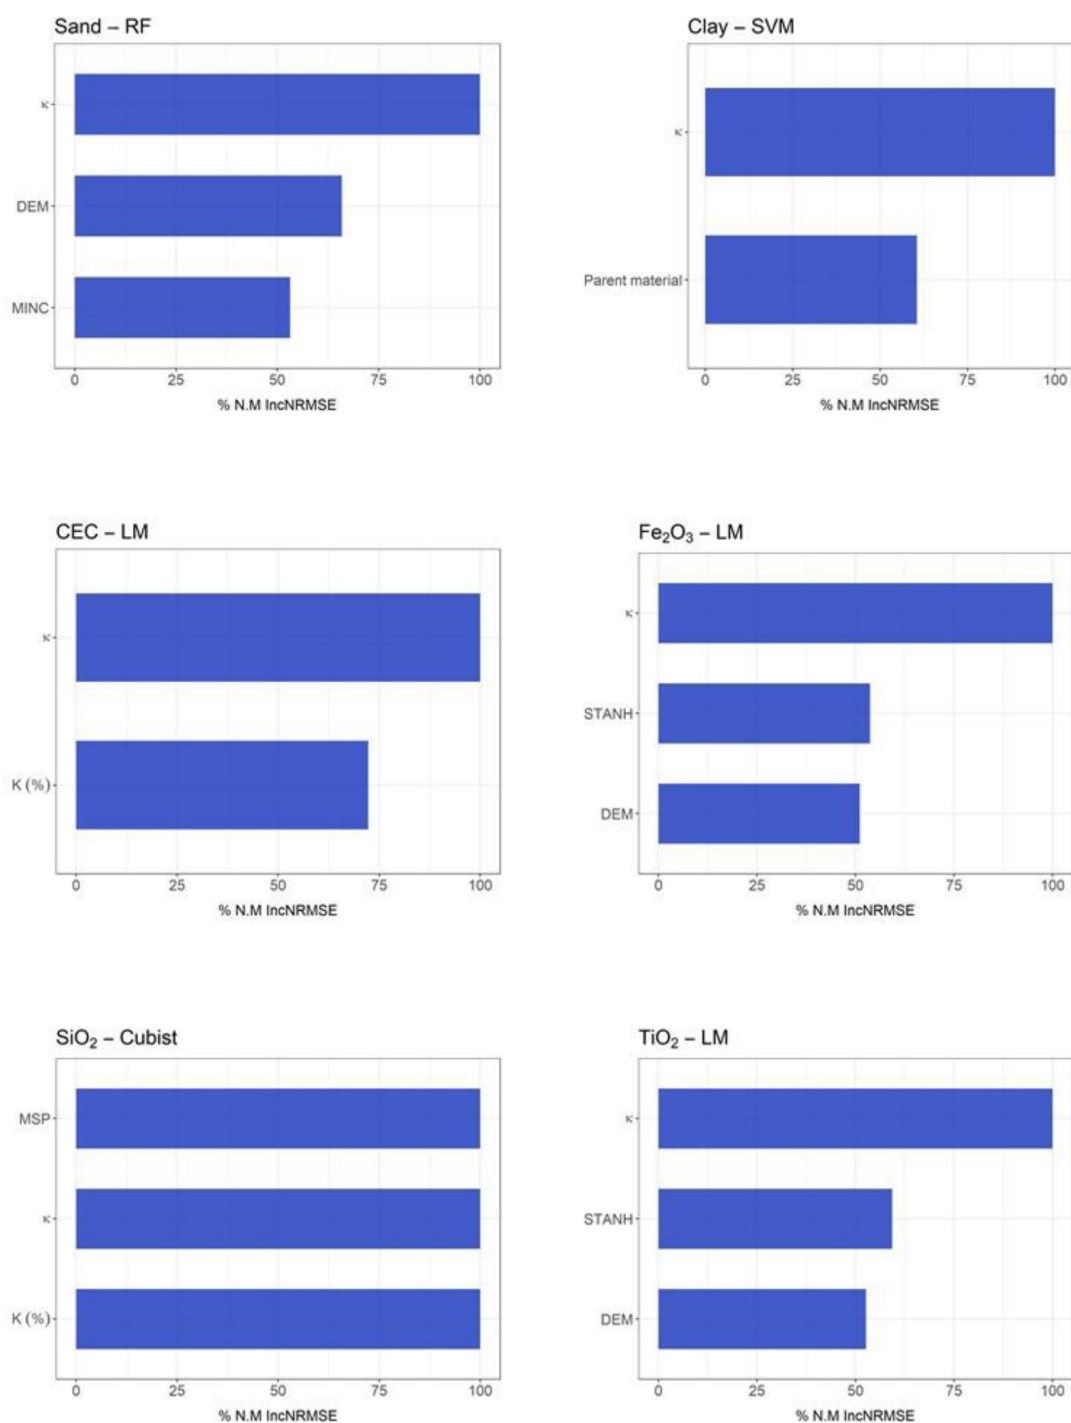 Sand – RF
κ
DEM
MINC
0 25 50 75 100
% N.M IncNRMSE
Clay – SVM
κ
Parent material
0 25 50 75 100
% N.M IncNRMSE
CEC – LM
κ
K (%)
0 25 50 75 100
% N.M IncNRMSE
Fe₂O₃ – LM
κ
STANH
DEM
0 25 50 75 100
% N.M IncNRMSE
SiO₂ – Cubist
MSP
κ
K (%)
0 25 50 75 100
% N.M IncNRMSE
TiO₂ – LM
κ
STANH
DEM
0 25 50 75 100
% N.M IncNRMSE